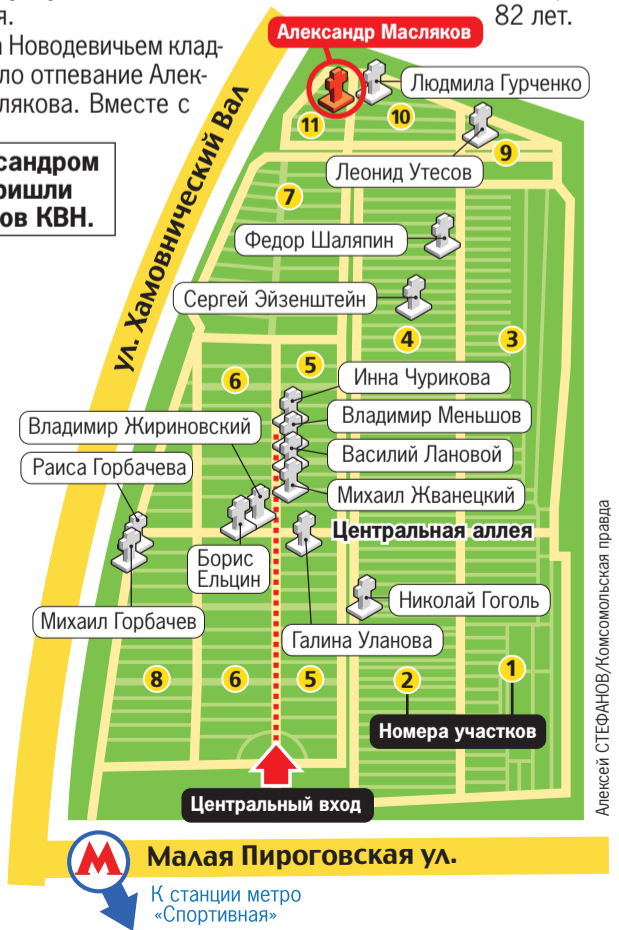 я.
82 лет.
а Новодевичьем клад-
ло отпевание Алек-
лякова. Вместе с
сандром
ришли
ов КВН.
Александр Масляков
Людмила Гурченко
11
10
9
Леонид Утесов
ул. Хамовнический Вал
7
Федор Шаляпин
Сергей Эйзенштейн
4
3
5
6
Инна Чурикова
Владимир Меньшов
Владимир Жириновский
Василий Лановой
Раиса Горбачева
Михаил Жванецкий
Центральная аллея
Борис
Ельцин
Николай Гоголь
Михаил Горбачев
Галина Уланова
8
6
5
2
1
Номера участков
Центральный вход
М
Малая Пироговская ул.
К станции метро
«Спортивная»
Алексей СТЕФАНОВ/Комсомольская правда